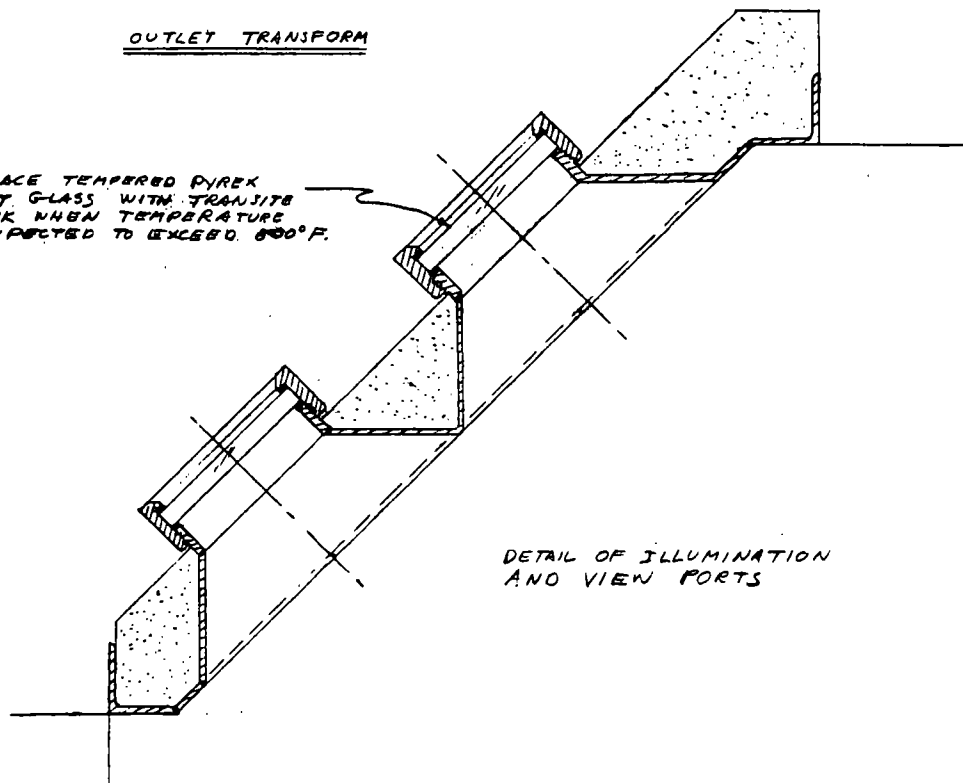 OUTLET TRANSFORM
ACE TEMPERED PYREX
T GLASS WITH TRANSITE
K WHEN TEMPERATURE
PECTED TO EXCEED °F.
DETAIL OF ILLUMINATION
AND VIEW PORTS